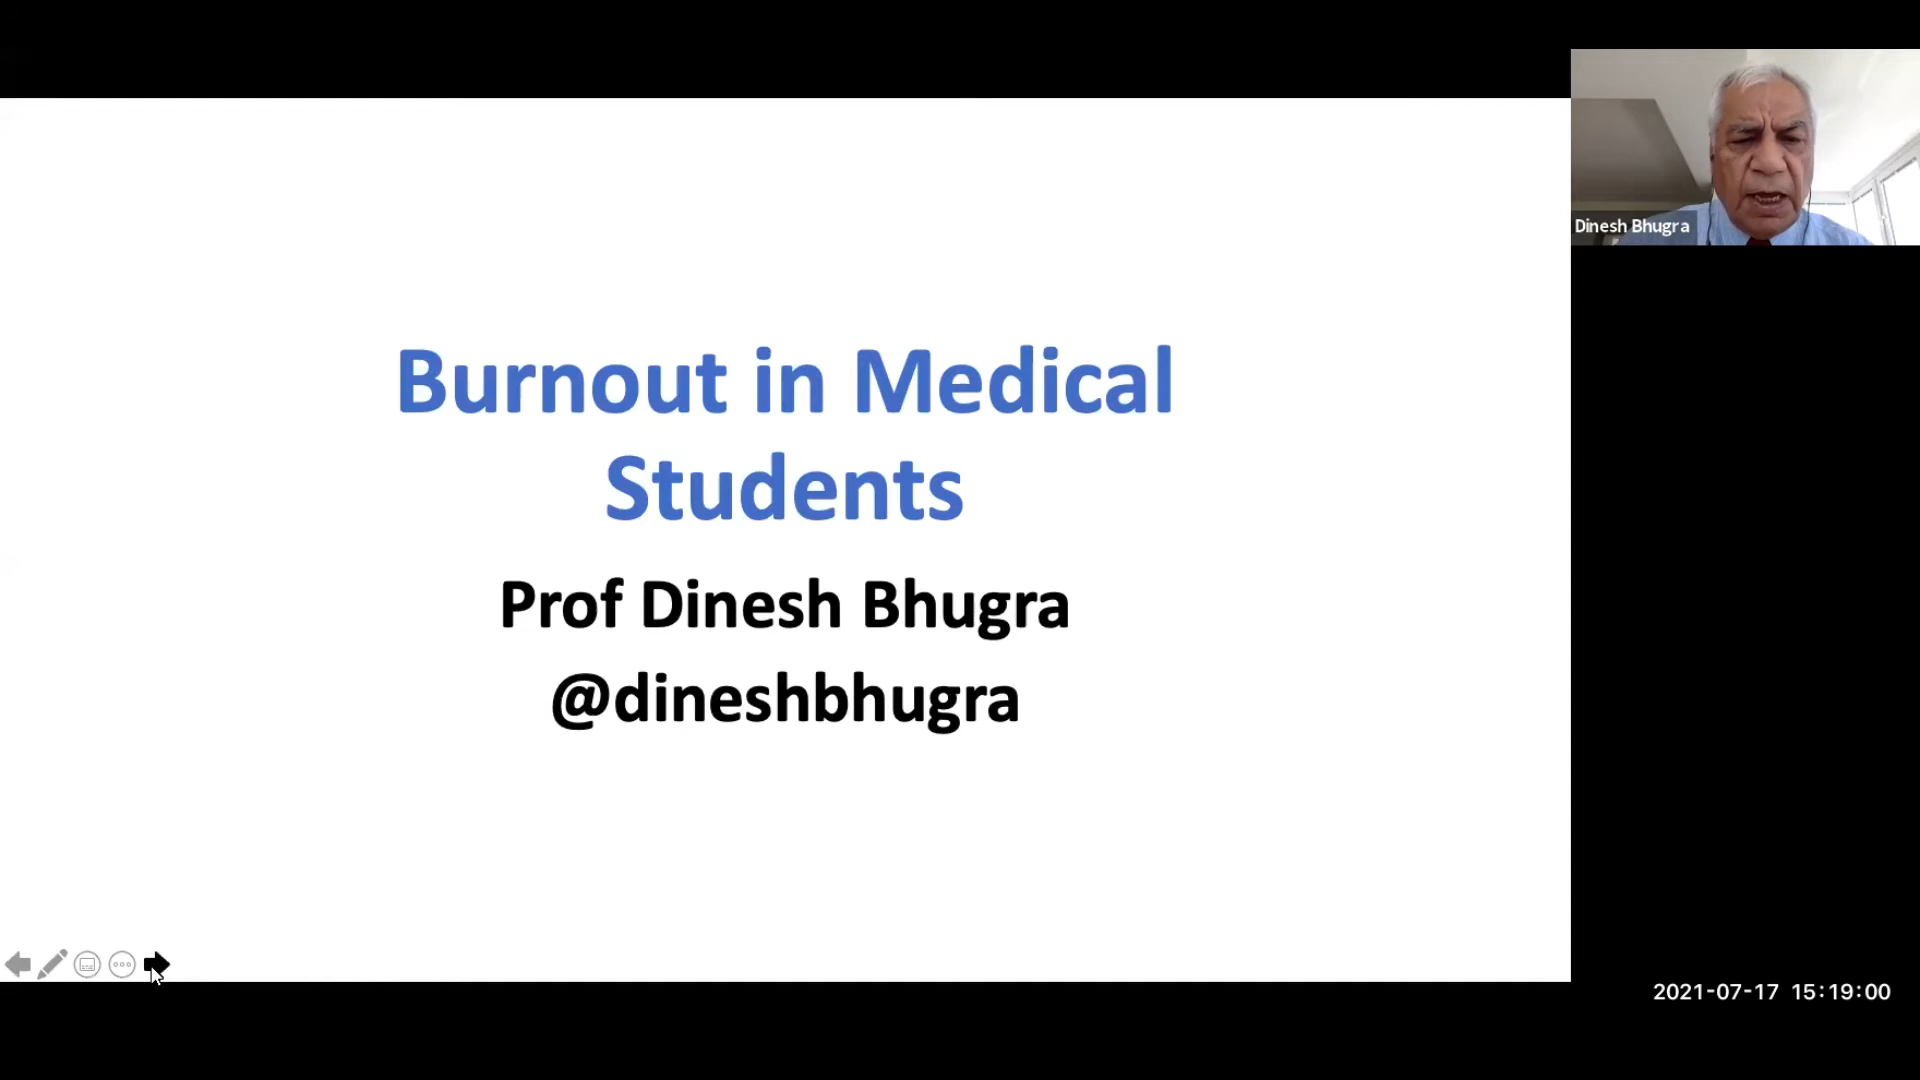 Burnout in Medical
Students
Prof Dinesh Bhugra
@dineshbhugra
Dinesh Bhugra
2021-07-17 15:19:00